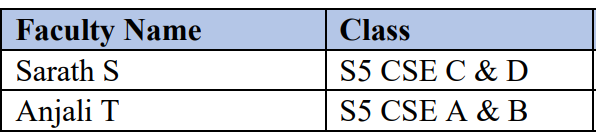 Faculty Name Class
Sarath S S5 CSE C & D
Anjali T S5 CSE A & B